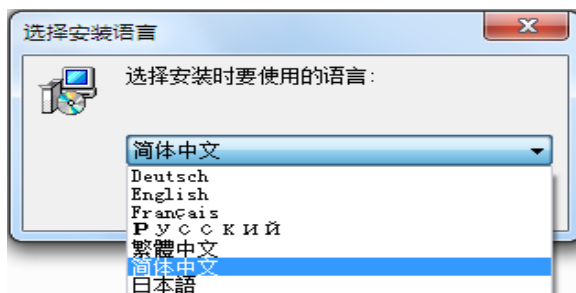 选择安装语言
选择安装时要使用的语言:
简体中文
Deutsch
English
Français
Русский
繁體中文
简体中文
日本語